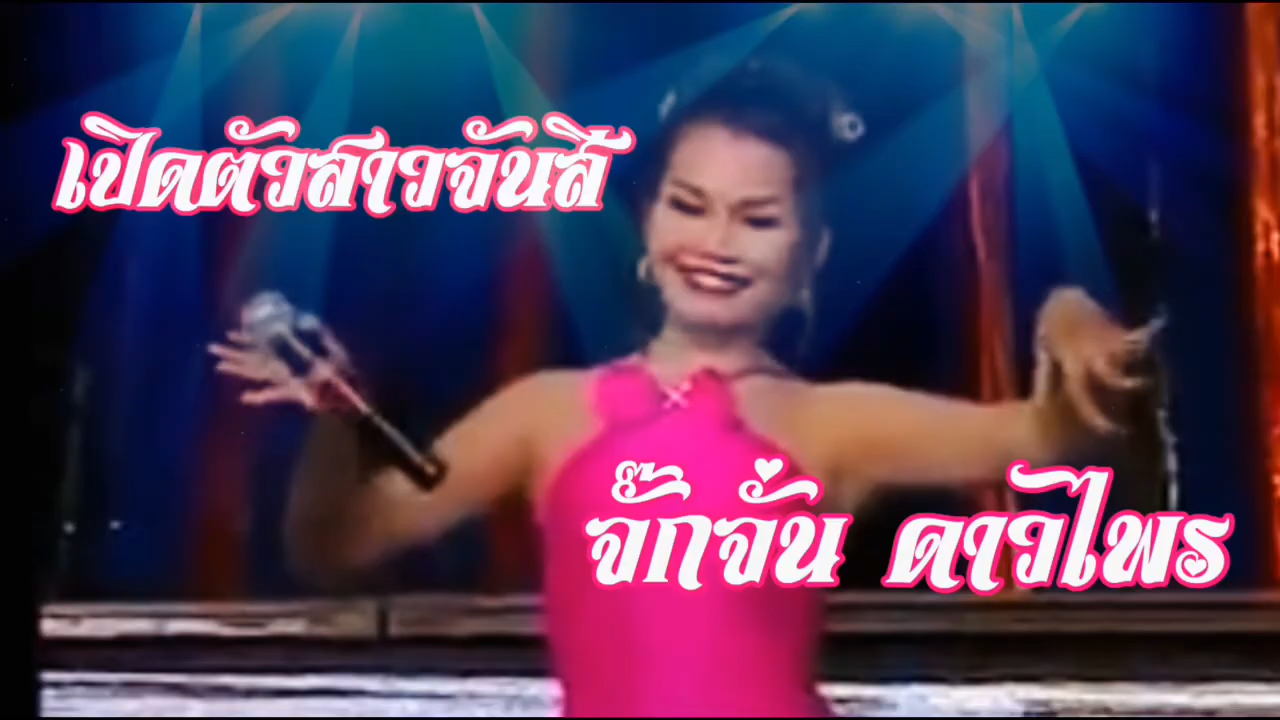 เปิดตัวสาวจันสี
จั๊กจั่น ดาวไพร